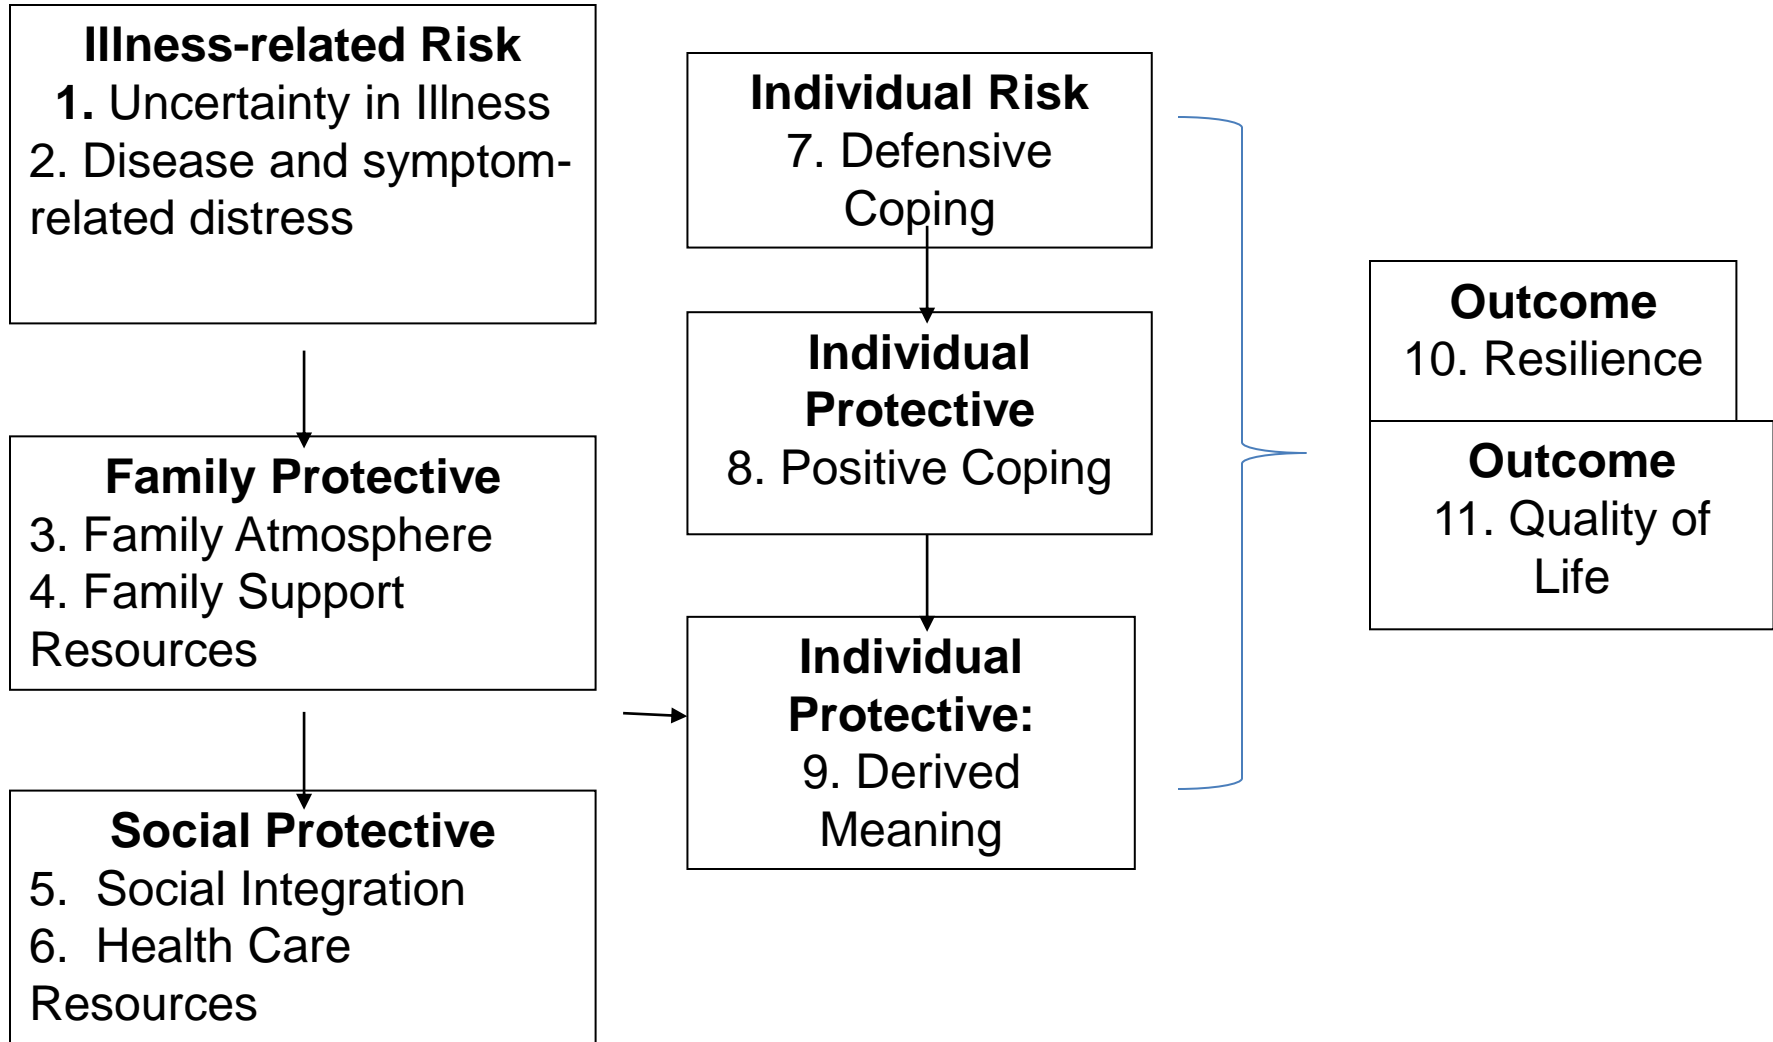 Illness-related Risk
1. Uncertainty in Illness
2. Disease and symptom-
related distress
Family Protective
3. Family Atmosphere
4. Family Support
Resources
Social Protective
5. Social Integration
6. Health Care
Resources
Individual Risk
7. Defensive
Coping
Individual
Protective
8. Positive Coping
Individual
Protective:
9. Derived
Meaning
Outcome
10. Resilience
Outcome
11. Quality of
Life